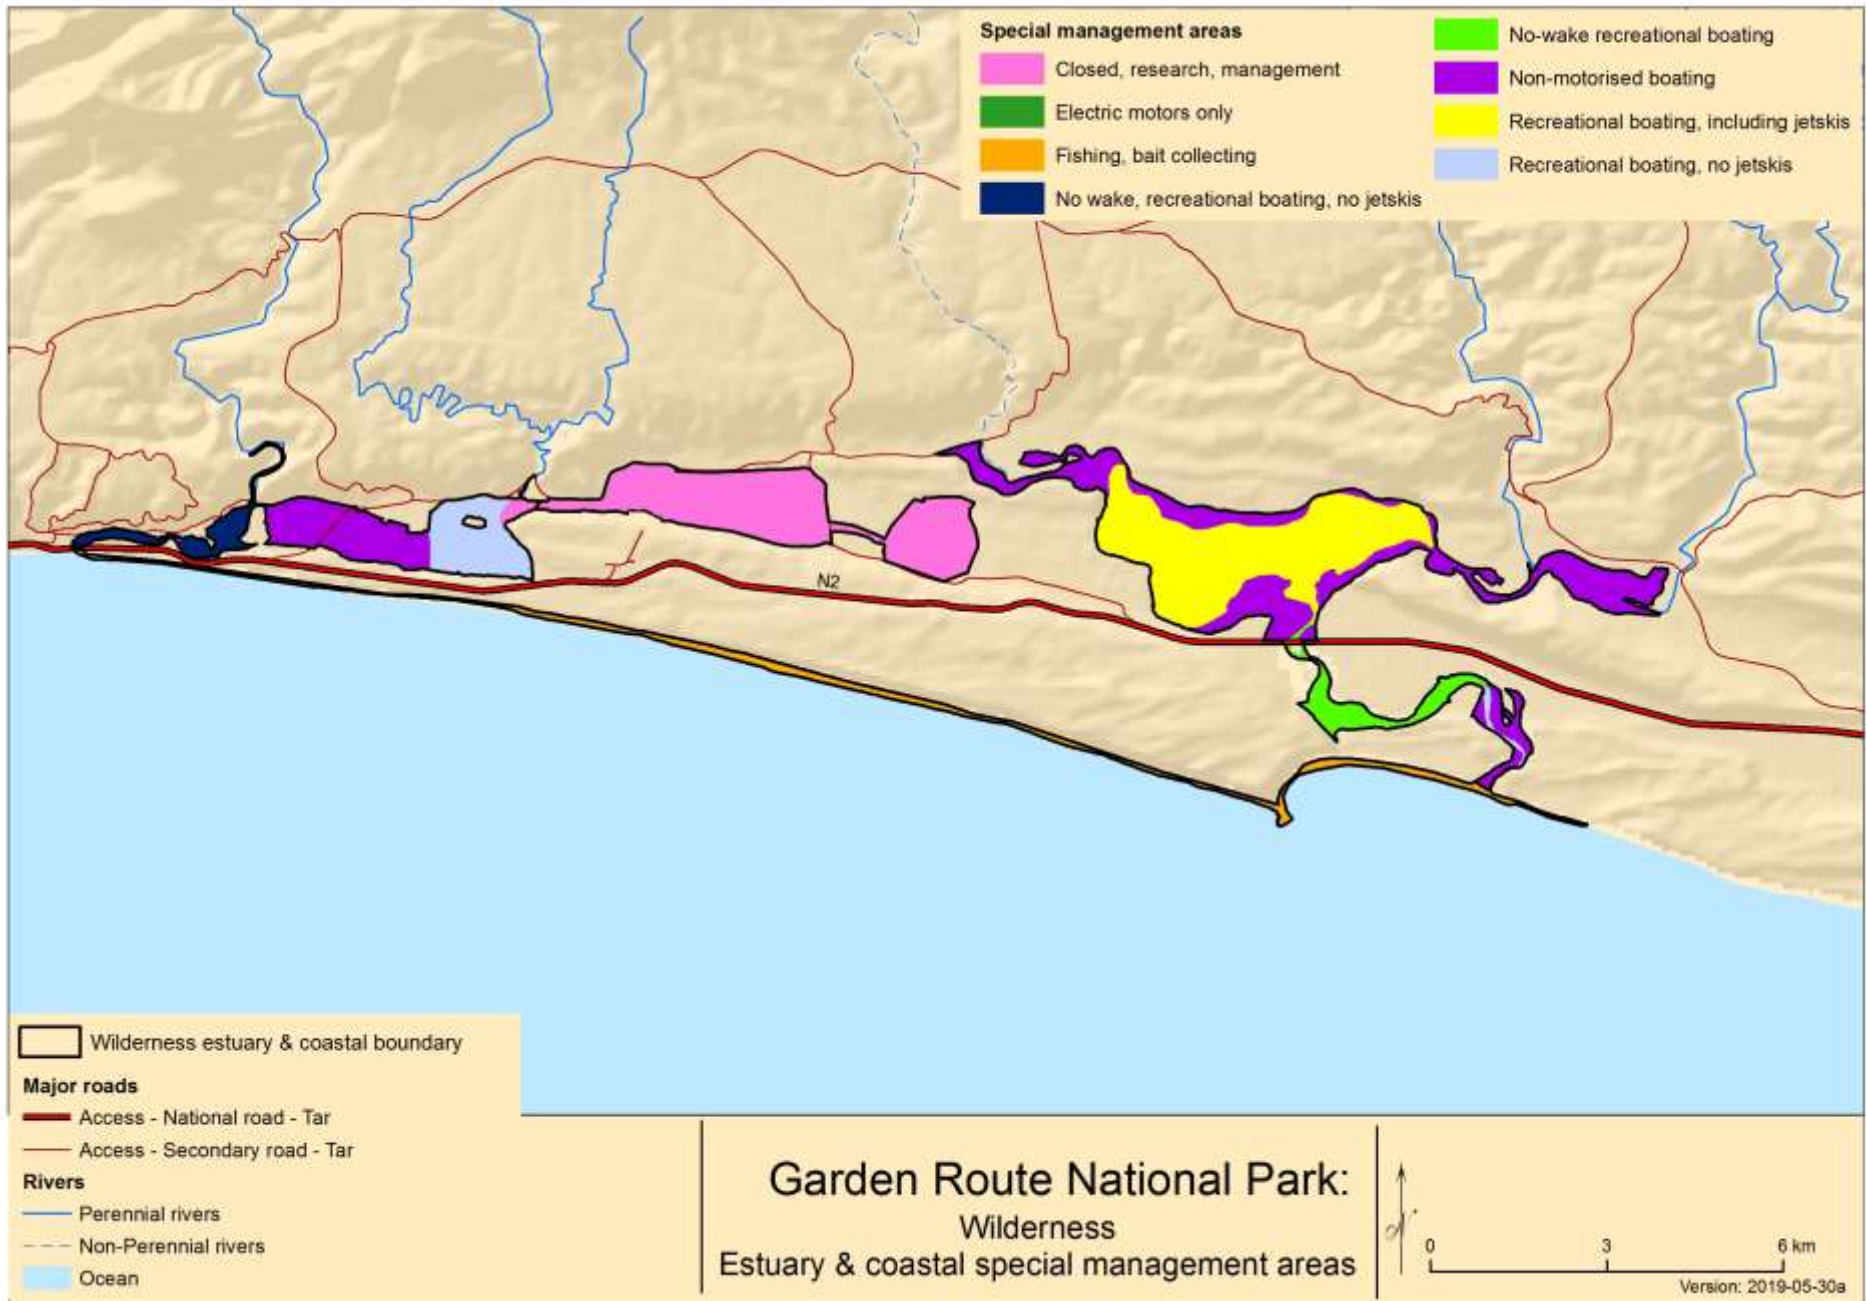 Special management areas
Closed, research, management
Electric motors only
Fishing, bait collecting
No wake, recreational boating, no jetskis
No-wake recreational boating
Non-motorised boating
Recreational boating, including jetskis
Recreational boating, no jetskis
N2
Wilderness estuary & coastal boundary
Major roads
Access - National road - Tar
Access - Secondary road - Tar
Rivers
Perennial rivers
Non-Perennial rivers
Ocean
Garden Route National Park:
Wilderness
Estuary & coastal special management areas
N
0 3 6 km
Version: 2019-05-30a